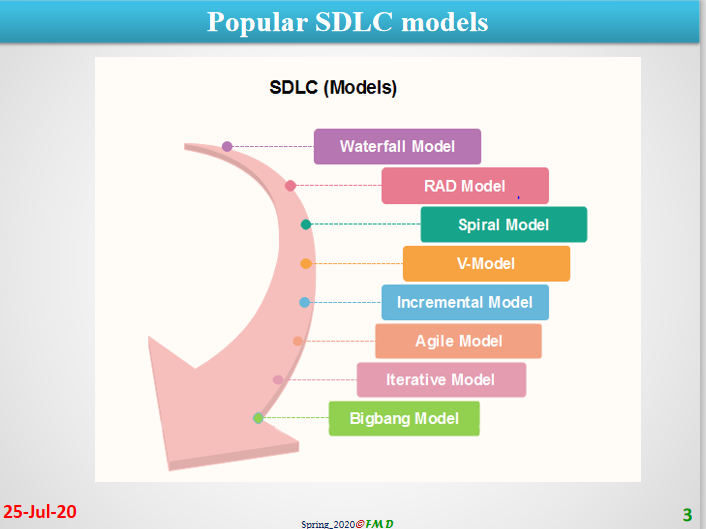 Popular SDLC models
SDLC (Models)
Waterfall Model
RAD Model
Spiral Model
V-Model
Incremental Model
Agile Model
Iterative Model
Bigbang Model
25-Jul-20
Spring_2020©FMD
3